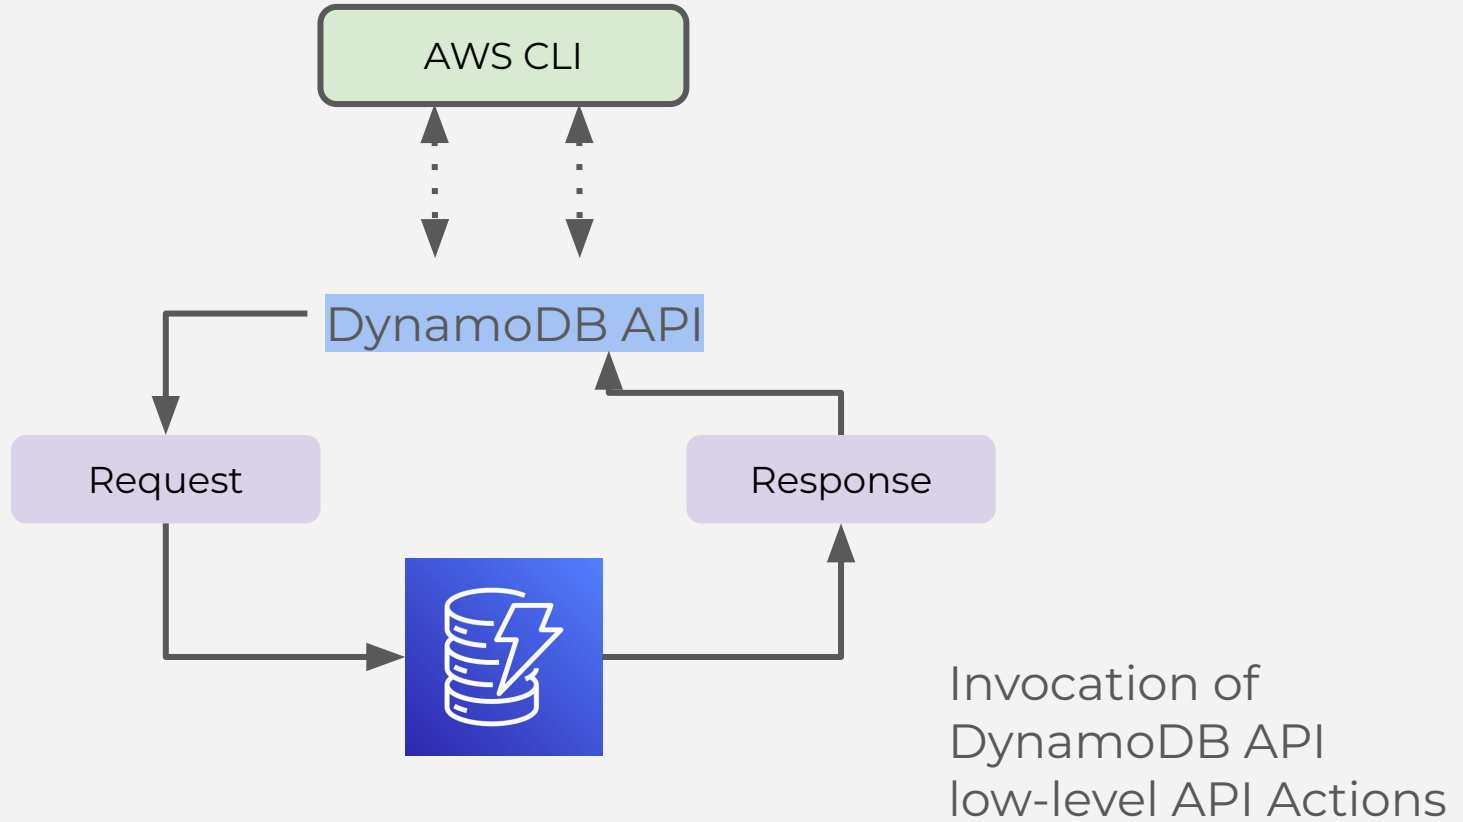 AWS CLI
DynamoDB API
Request
Response
Invocation of
DynamoDB API
low-level API Actions